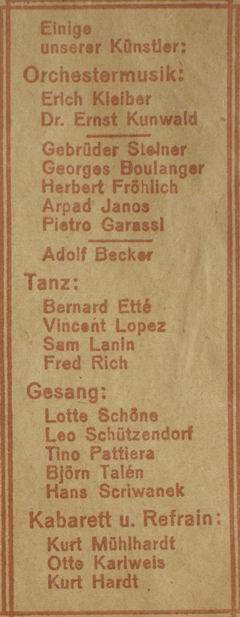 Einige
unserer Künstler:
Orchestermusik:
Erich Kleiber
Dr. Ernst Kunwald
Gebrüder Steiner
Georges Boulanger
Herbert Fröhlich
Arpad Janos
Pietro Garassi
Adolf Becker
Tanz:
Bernard Etté
Vincent Lopez
Sam Lanin
Fred Rich
Gesang:
Lotte Schöne
Leo Schützendorf
Tino Pattiera
Björn Talén
Hans Scriwanek
Kabarett u. Refrain:
Kurt Mühlhardt
Otto Karlweis
Kurt Hardt